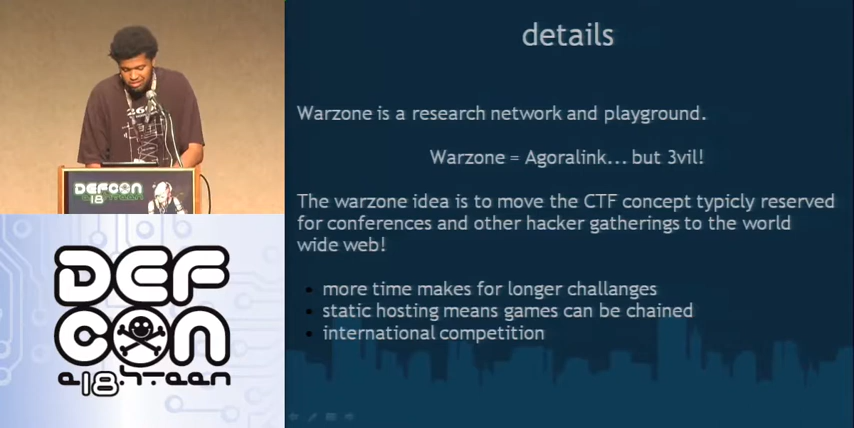 details
Warzone is a research network and playground.
Warzone = Agoralink... but 3vil!
The warzone idea is to move the CTF concept typicly reserved
for conferences and other hacker gatherings to the world
wide web!
more time makes for longer challanges
static hosting means games can be chained
international competition
DEFCON
18
DEF
CON
e18hteen